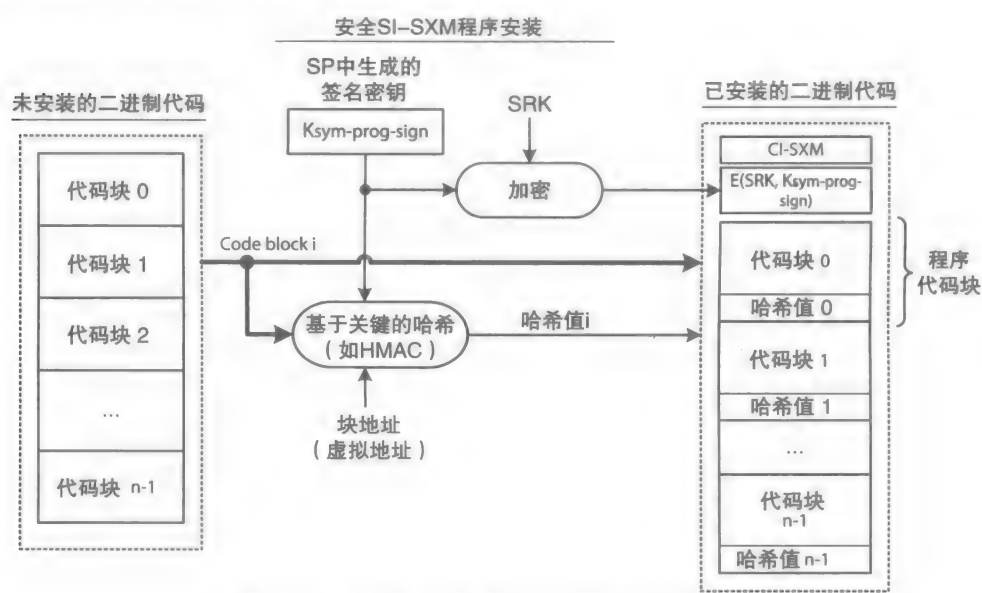 安全SI-SXM程序安装
未安装的二进制代码
代码块 0
代码块 1
代码块 2
...
代码块 n-1
SP中生成的
签名密钥
Ksym-prog-sign
SRK
加密
Code block i
基于关键的哈希
(如HMAC)
哈希值i
块地址
(虚拟地址)
已安装的二进制代码
CI-SXM
E(SRK, Ksym-prog-
sign)
代码块 0
哈希值 0
代码块 1
哈希值 1
...
代码块
n-1
哈希值 n-1
程序
代码块